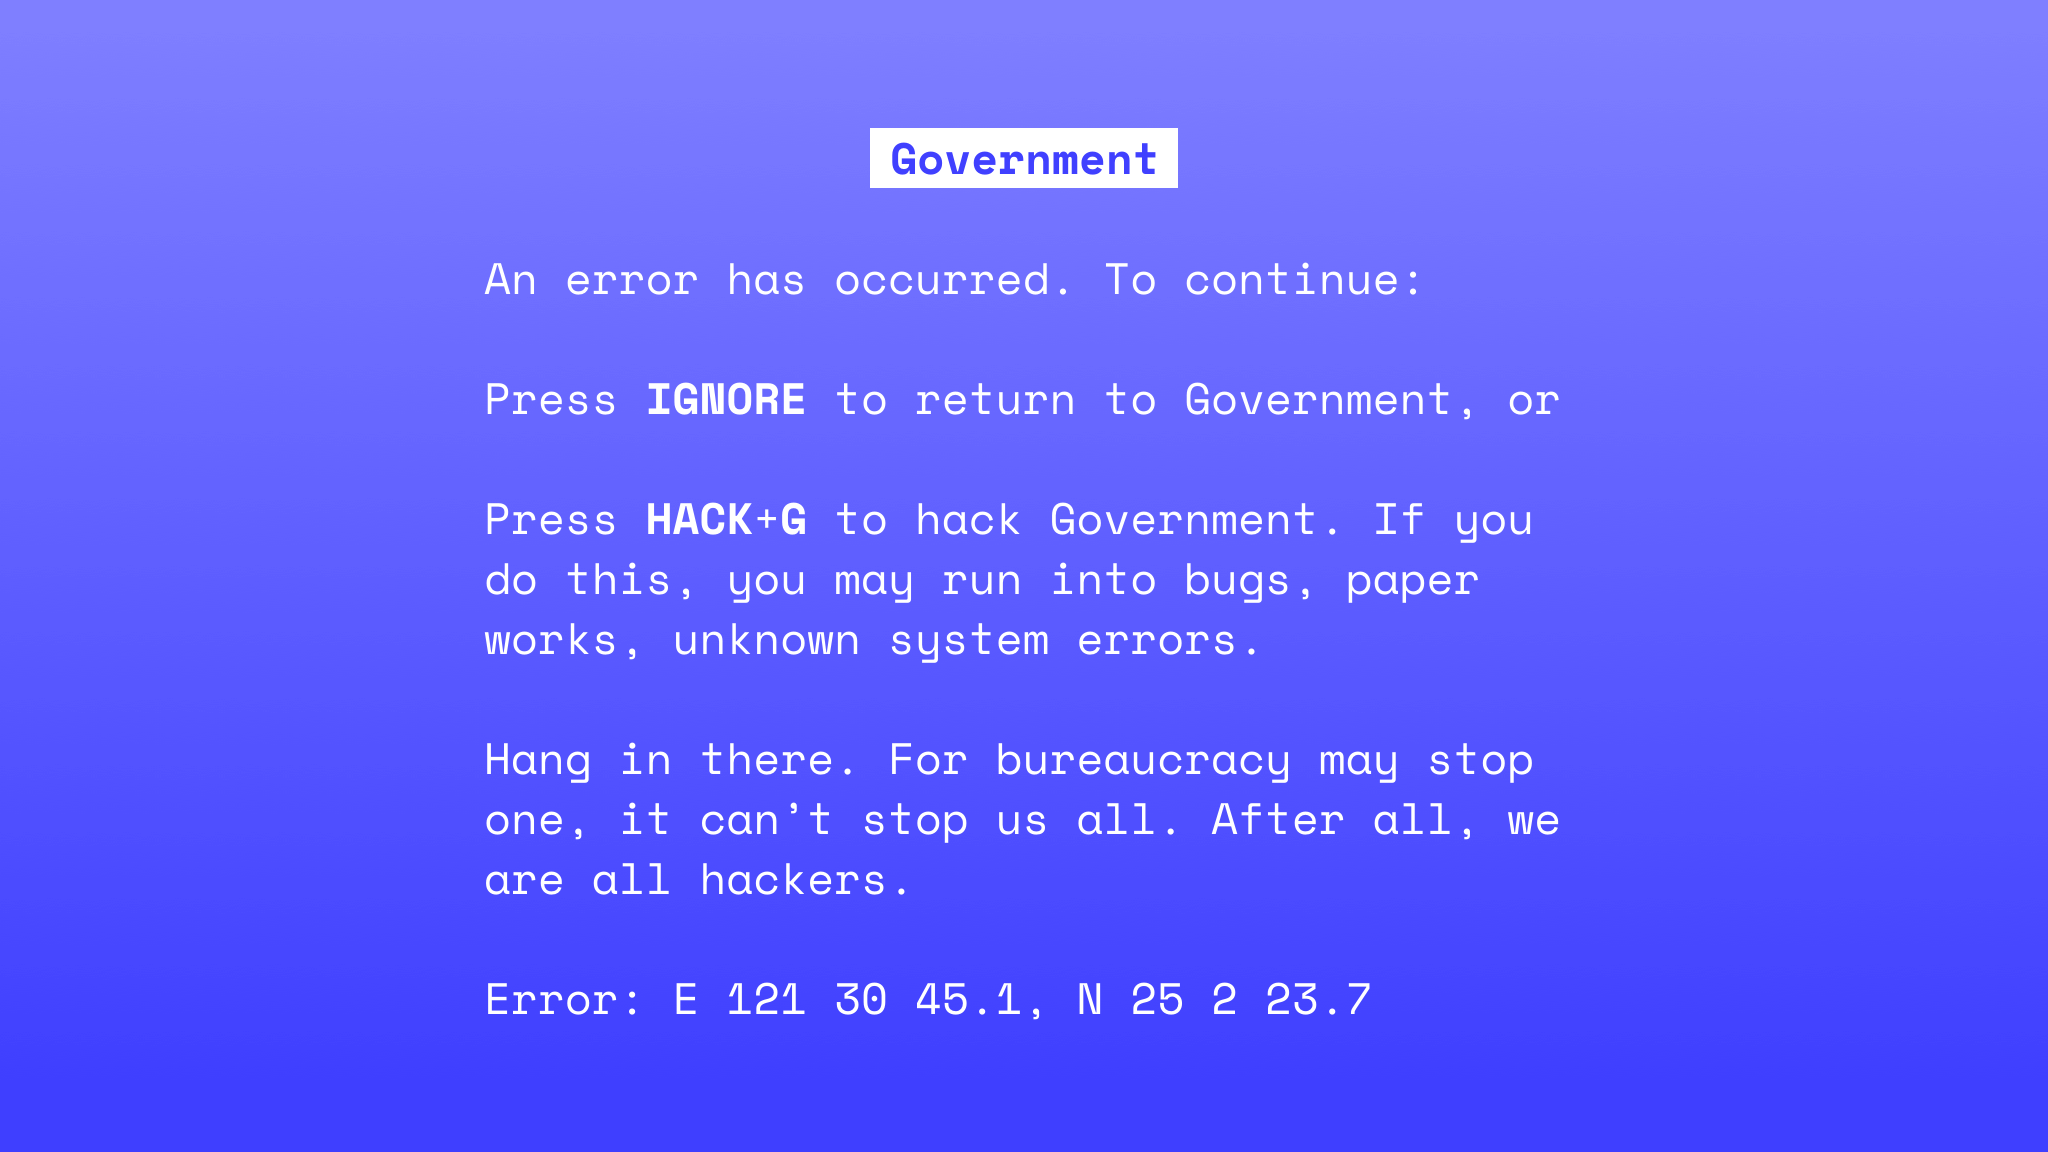 Government
An error has occurred. To continue:
Press IGNORE to return to Government, or
Press HACK+G to hack Government. If you
do this, you may run into bugs, paper
works, unknown system errors.
Hang in there. For bureaucracy may stop
one, it can’t stop us all. After all, we
are all hackers.
Error: E 121 30 45.1, N 25 2 23.7